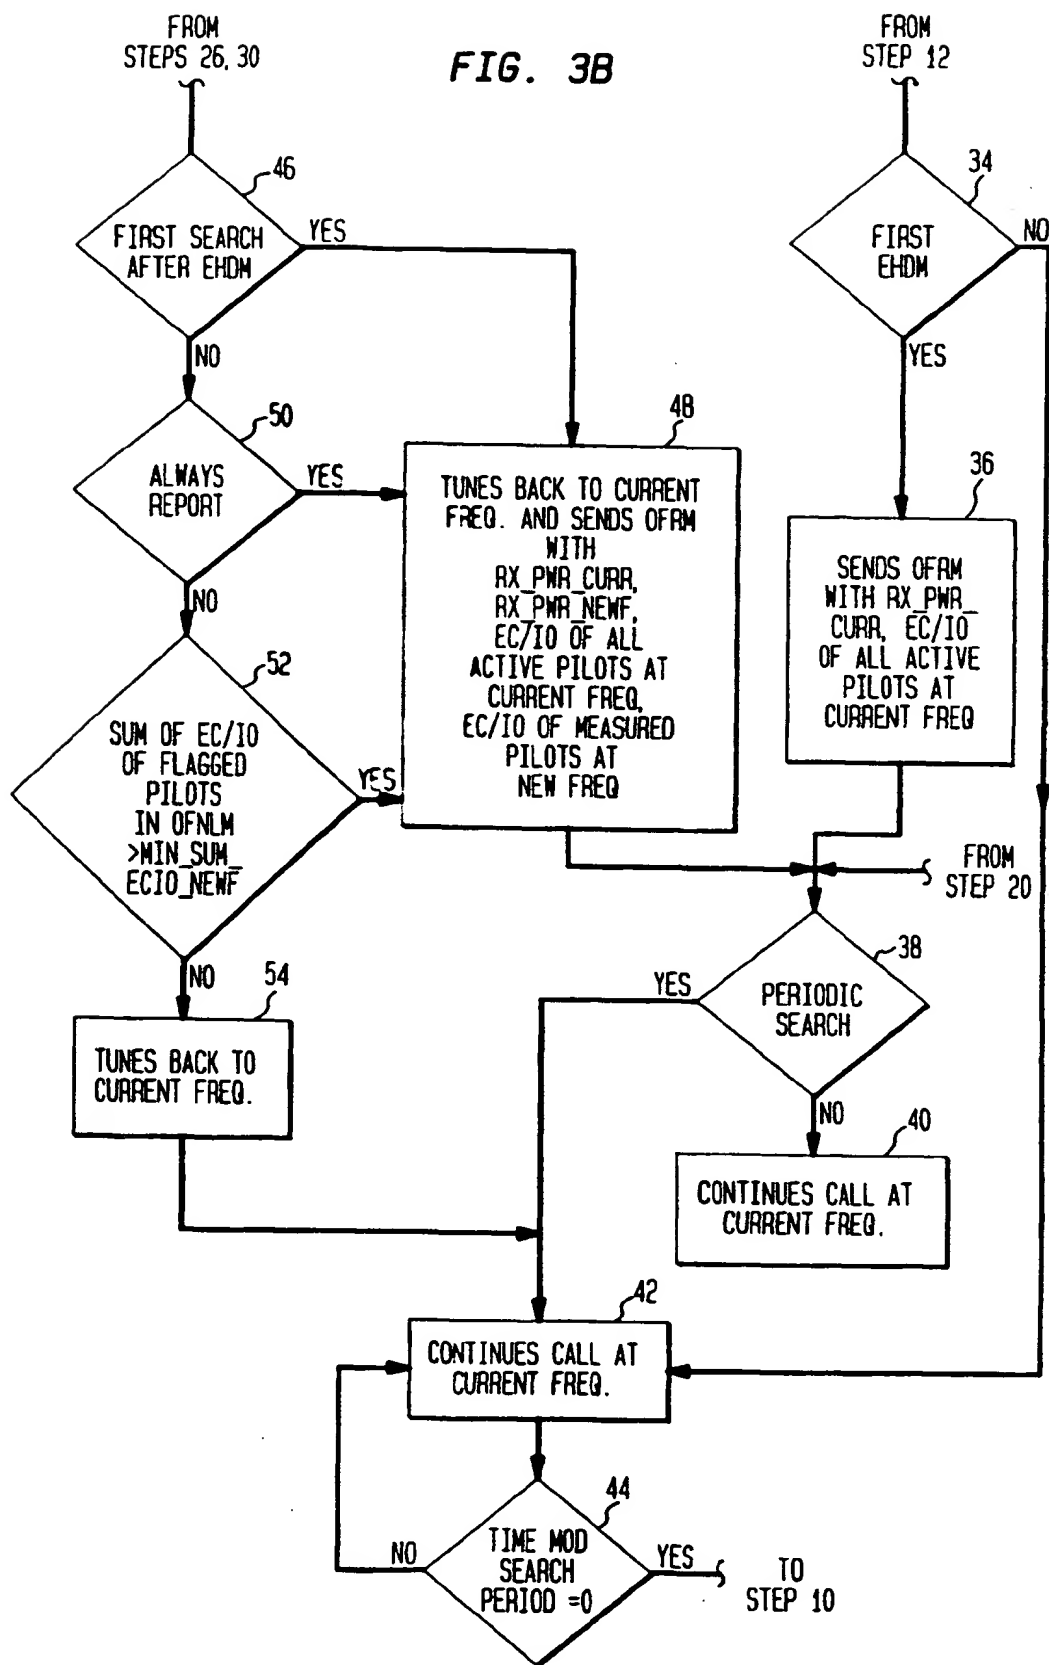 FROM
STEPS 26, 30
FIG. 3B
FROM
STEP 12
46
FIRST SEARCH
AFTER EHDM
YES
NO
34
FIRST
EHDM
NO
YES
50
ALWAYS
REPORT
YES
NO
48
TUNES BACK TO CURRENT
FREQ. AND SENDS OFRM
WITH
RX_PWR_CURR,
RX_PWR_NEWF,
EC/IO OF ALL
ACTIVE PILOTS AT
CURRENT FREQ,
EC/IO OF MEASURED
PILOTS AT
NEW FREQ
36
SENDS OFRM
WITH RX_PWR_
CURR, EC/IO
OF ALL ACTIVE
PILOTS AT
CURRENT FREQ
52
SUM OF EC/IO
OF FLAGGED
PILOTS
IN OFNLM
>MIN_SUM_
ECIO_NEWF
YES
NO
FROM
STEP 20
38
PERIODIC
SEARCH
YES
NO
54
TUNES BACK TO
CURRENT FREQ.
40
CONTINUES CALL AT
CURRENT FREQ.
42
CONTINUES CALL AT
CURRENT FREQ.
44
TIME MOD
SEARCH
PERIOD =0
NO
YES
TO
STEP 10